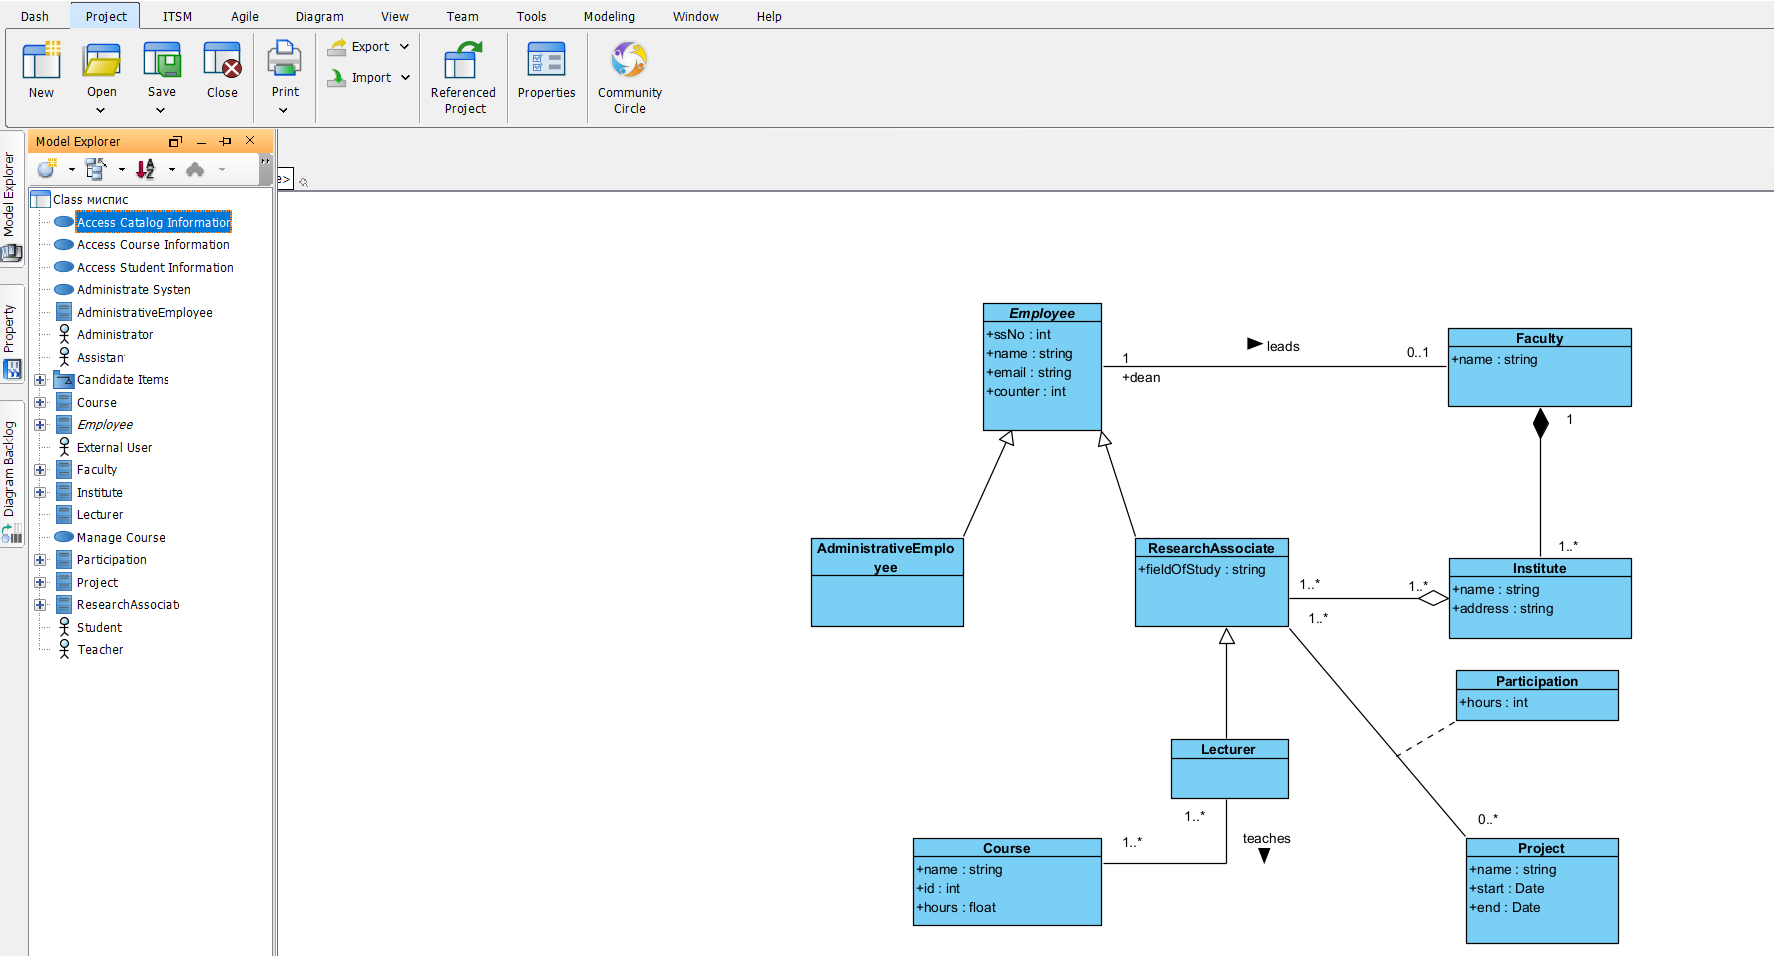 Dash Project ITSM Agile Diagram View Team Tools Modeling Window Help
New Open Save Close Print Export Import Referenced Project Properties Community Circle
Model Explorer
Property
Diagram Backlog
Model Explorer
e>
Class миспис
Access Catalog Information
Access Course Information
Access Student Information
Administrate Systen
AdministrativeEmployee
Administrator
Assistan
Candidate Items
Course
Employee
External User
Faculty
Institute
Lecturer
Manage Course
Participation
Project
ResearchAssociat
Student
Teacher
Employee
+ssNo : int
+name : string
+email : string
+counter : int
1
+dean
leads
0..1
Faculty
+name : string
1
1..*
AdministrativeEmplo
yee
ResearchAssociate
+fieldOfStudy : string
1..*
1..*
1..*
Institute
+name : string
+address : string
Participation
+hours : int
Lecturer
1..*
1..*
teaches
0..*
Course
+name : string
+id : int
+hours : float
Project
+name : string
+start : Date
+end : Date